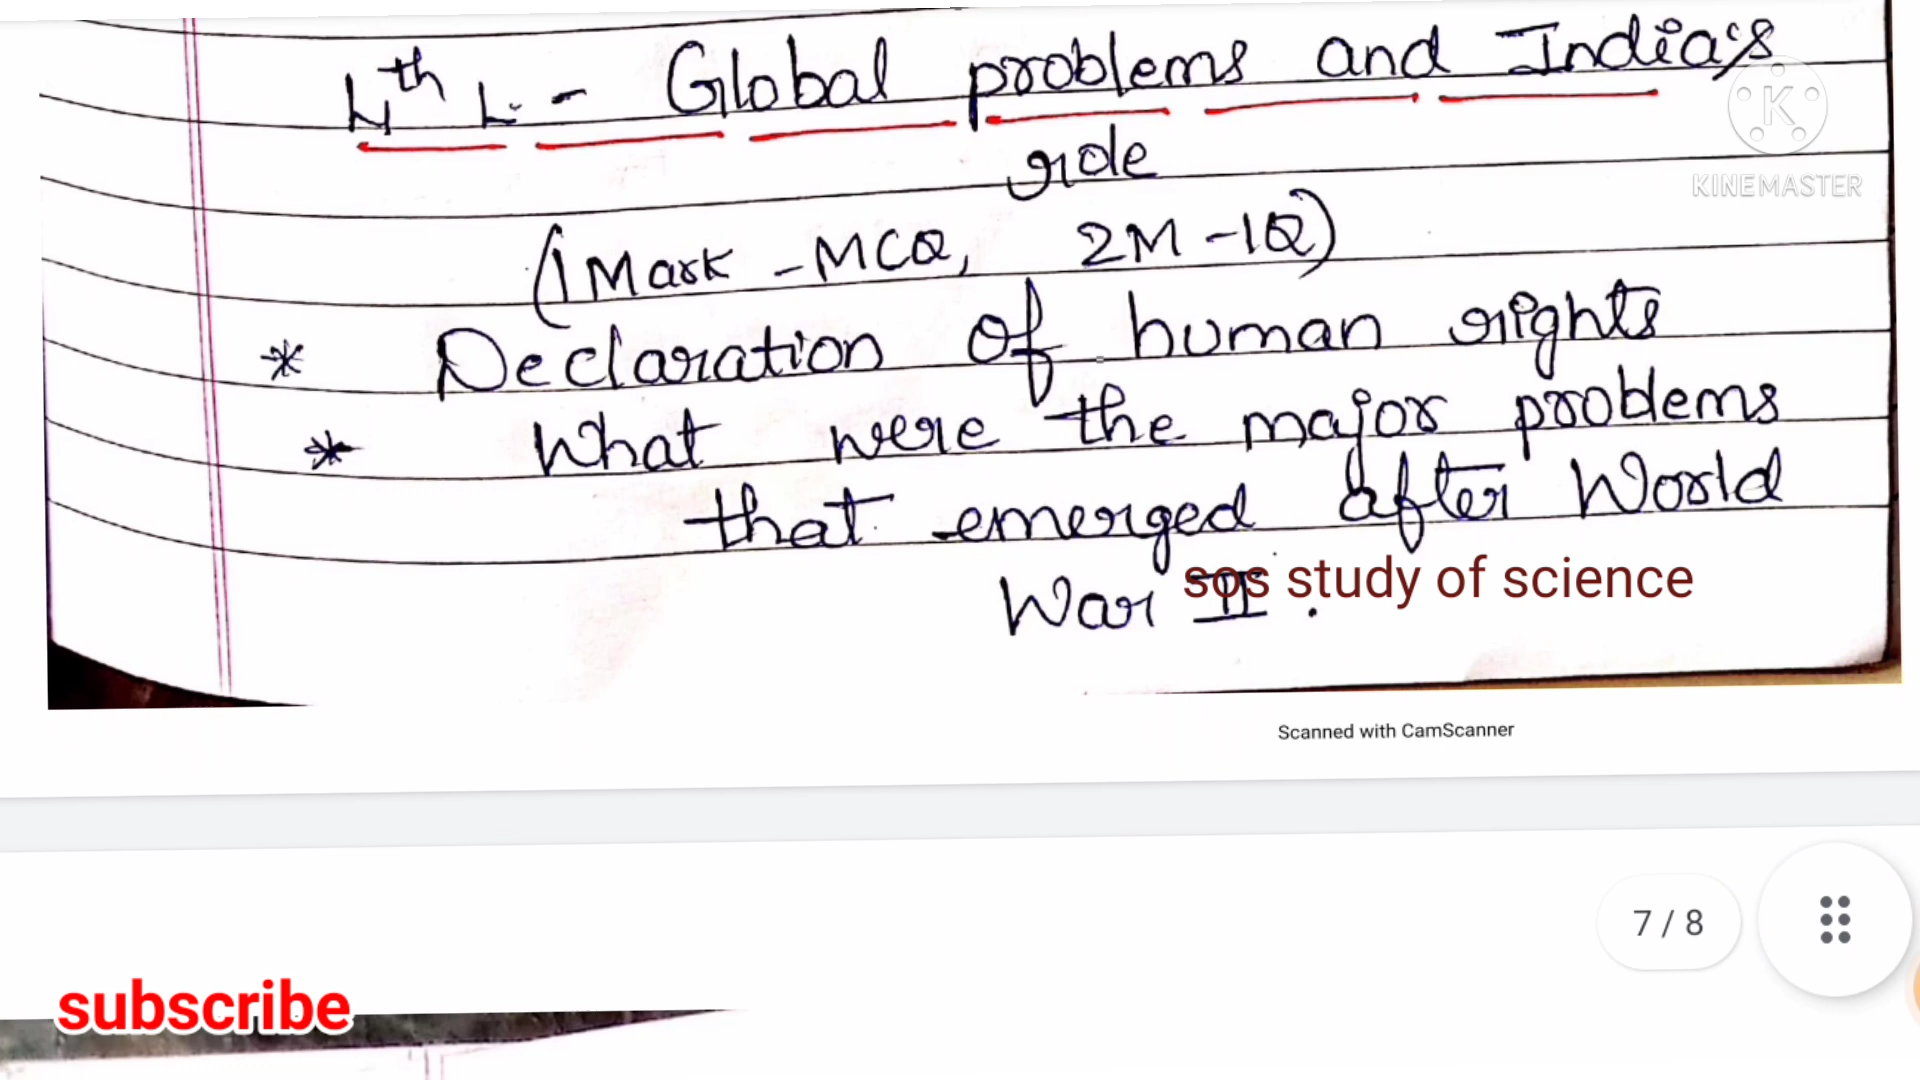 4th L - Global problems and India's
role
(1 Mark - MCQ, 2M - 1Q)
* Declaration of human rights
* What were the major problems
that emerged after World
War II.
KINEMASTER
sos study of science
Scanned with CamScanner
7 / 8
subscribe